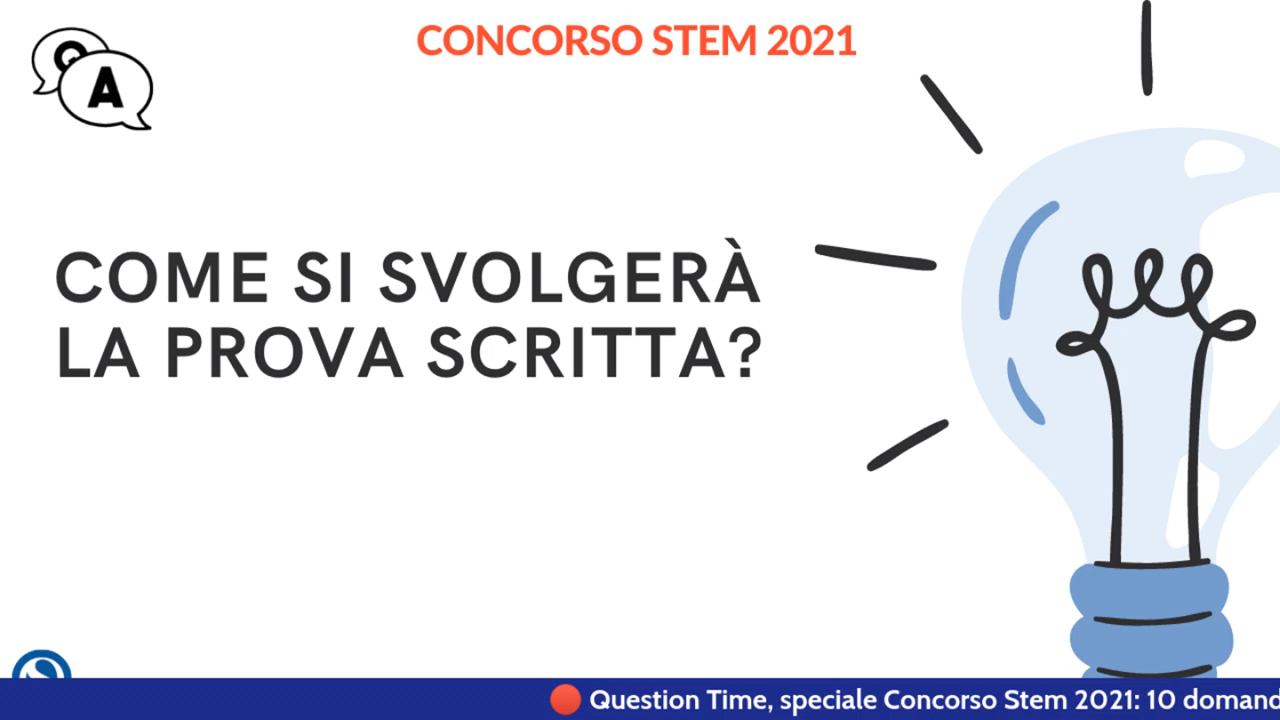 CONCORSO STEM 2021
Q
A
COME SI SVOLGERÀ
LA PROVA SCRITTA?
Question Time, speciale Concorso Stem 2021: 10 domand